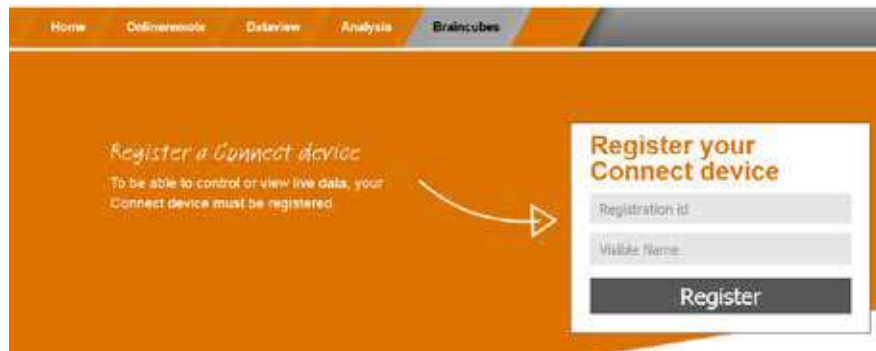 Home Onlineremote Dataview Analysis Braincubes
Register a Connect device
To be able to control or view live data, your
Connect device must be registered
Register your
Connect device
Registration id
Visible Name
Register